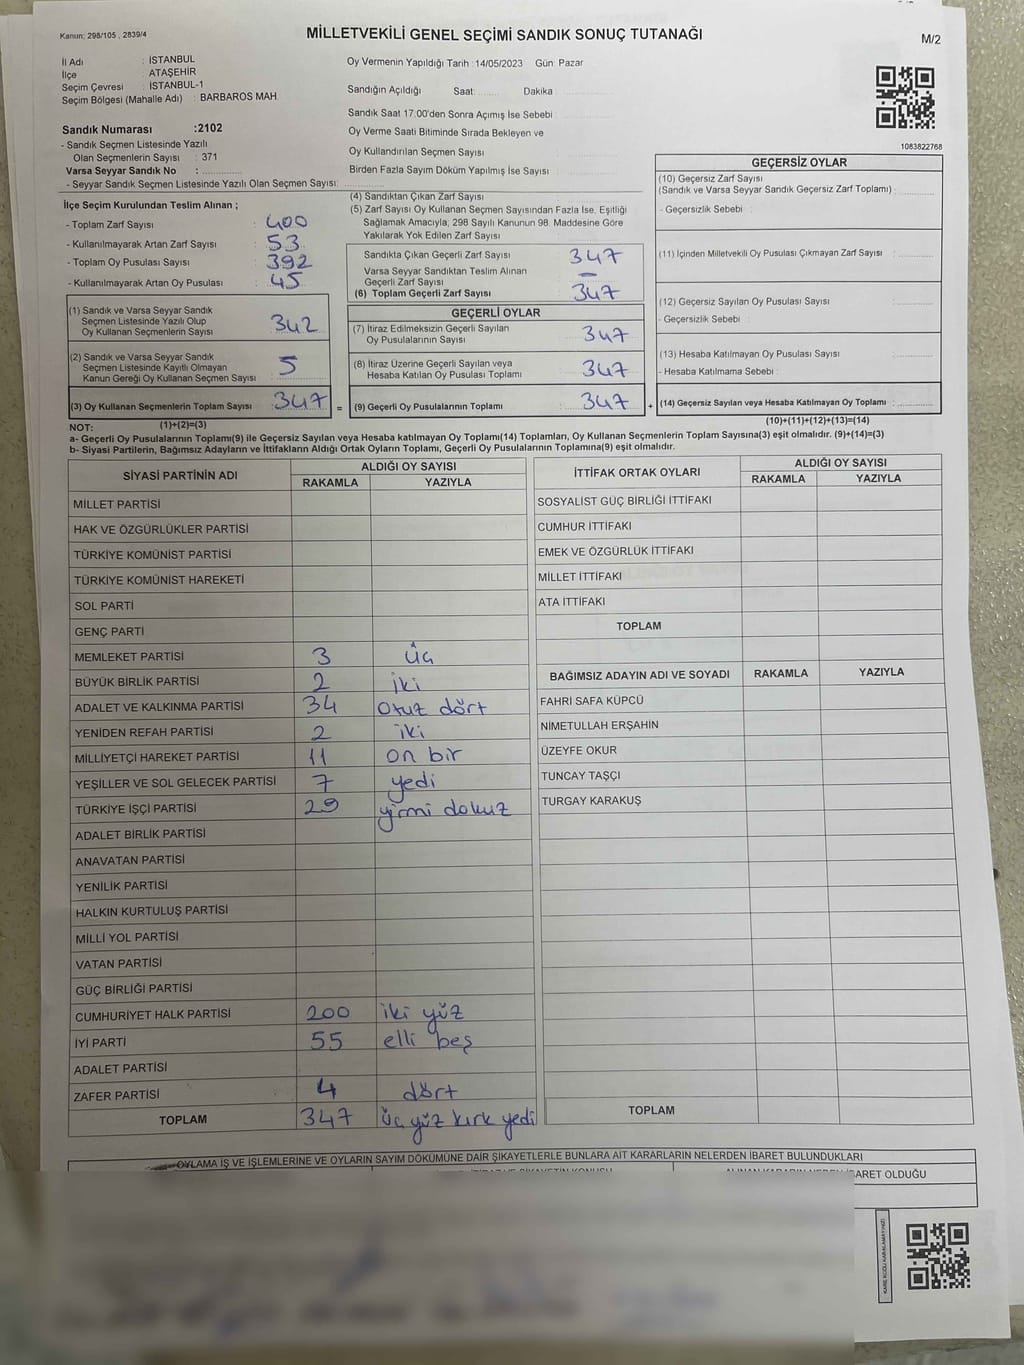 Kanun: 298/105 , 2839/4
MİLLETVEKİLİ GENEL SEÇİMİ SANDIK SONUÇ TUTANAĞI
M/2
İl Adı : İSTANBUL
İlçe ATAŞEHİR
Seçim Çevresi : İSTANBUL-1
Seçim Bölgesi (Mahalle Adı) : BARBAROS MAH.
Oy Vermenin Yapıldığı Tarih : 14/05/2023 Gün: Pazar
Sandığın Açıldığı Saat: Dakika :
Sandık Saat 17:00'den Sonra Açımış İse Sebebi :
Oy Verme Saati Bitiminde Sırada Bekleyen ve
Oy Kullandırılan Seçmen Sayısı :
Birden Fazla Sayım Döküm Yapılmış İse Sayısı :
1083822768
Sandık Numarası :2102
- Sandık Seçmen Listesinde Yazılı
Olan Seçmenlerin Sayısı : 371
Varsa Seyyar Sandık No :
- Seyyar Sandık Seçmen Listesinde Yazılı Olan Seçmen Sayısı:
İlçe Seçim Kurulundan Teslim Alınan ;
- Toplam Zarf Sayısı : 400
- Kullanılmayarak Artan Zarf Sayısı : 53
- Toplam Oy Pusulası Sayısı : 392
- Kullanılmayarak Artan Oy Pusulası : 45
(1) Sandık ve Varsa Seyyar Sandık
Seçmen Listesinde Yazılı Olup
Oy Kullanan Seçmenlerin Sayısı : 342
(2) Sandık ve Varsa Seyyar Sandık
Seçmen Listesinde Kayıtlı Olmayan
Kanun Gereği Oy Kullanan Seçmen Sayısı : 5
(3) Oy Kullanan Seçmenlerin Toplam Sayısı : 347 =
(1)+(2)=(3)
(4) Sandıktan Çıkan Zarf Sayısı :
(5) Zarf Sayısı Oy Kullanan Seçmen Sayısından Fazla İse, Eşitliği
Sağlamak Amacıyla; 298 Sayılı Kanunun 98. Maddesine Göre
Yakılarak Yok Edilen Zarf Sayısı :
Sandıkta Çıkan Geçerli Zarf Sayısı : 347
Varsa Seyyar Sandıktan Teslim Alınan
Geçerli Zarf Sayısı : —
(6) Toplam Geçerli Zarf Sayısı : 347
GEÇERLİ OYLAR
(7) İtiraz Edilmeksizin Geçerli Sayılan
Oy Pusulalarının Sayısı : 347
(8) İtiraz Üzerine Geçerli Sayılan veya
Hesaba Katılan Oy Pusulası Toplamı : 347
(9) Geçerli Oy Pusulalarının Toplamı : 347 +
GEÇERSİZ OYLAR
(10) Geçersiz Zarf Sayısı
(Sandık ve Varsa Seyyar Sandık Geçersiz Zarf Toplamı) :
- Geçersizlik Sebebi :
(11) İçinden Milletvekili Oy Pusulası Çıkmayan Zarf Sayısı :
(12) Geçersiz Sayılan Oy Pusulası Sayısı :
- Geçersizlik Sebebi :
(13) Hesaba Katılmayan Oy Pusulası Sayısı :
- Hesaba Katılmama Sebebi :
(14) Geçersiz Sayılan veya Hesaba Katılmayan Oy Toplamı :
(10)+(11)+(12)+(13)=(14)
NOT:
a- Geçerli Oy Pusulalarının Toplamı(9) ile Geçersiz Sayılan veya Hesaba katılmayan Oy Toplamı(14) Toplamları, Oy Kullanan Seçmenlerin Toplam Sayısına(3) eşit olmalıdır. (9)+(14)=(3)
b- Siyasi Partilerin, Bağımsız Adayların ve İttifakların Aldığı Ortak Oyların Toplamı, Geçerli Oy Pusulalarının Toplamına(9) eşit olmalıdır.
SİYASİ PARTİNİN ADI ALDIĞI OY SAYISI
RAKAMLA YAZIYLA
MİLLET PARTİSİ
HAK VE ÖZGÜRLÜKLER PARTİSİ
TÜRKİYE KOMÜNİST PARTİSİ
TÜRKİYE KOMÜNİST HAREKETİ
SOL PARTİ
GENÇ PARTİ
MEMLEKET PARTİSİ 3 üç
BÜYÜK BİRLİK PARTİSİ 2 iki
ADALET VE KALKINMA PARTİSİ 34 otuz dört
YENİDEN REFAH PARTİSİ 2 iki
MİLLİYETÇİ HAREKET PARTİSİ 11 on bir
YEŞİLLER VE SOL GELECEK PARTİSİ 7 yedi
TÜRKİYE İŞÇİ PARTİSİ 29 yirmi dokuz
ADALET BİRLİK PARTİSİ
ANAVATAN PARTİSİ
YENİLİK PARTİSİ
HALKIN KURTULUŞ PARTİSİ
MİLLİ YOL PARTİSİ
VATAN PARTİSİ
GÜÇ BİRLİĞİ PARTİSİ
CUMHURİYET HALK PARTİSİ 200 iki yüz
İYİ PARTİ 55 elli beş
ADALET PARTİSİ
ZAFER PARTİSİ 4 dört
TOPLAM 347 üç yüz kırk yedi
İTTİFAK ORTAK OYLARI ALDIĞI OY SAYISI
RAKAMLA YAZIYLA
SOSYALİST GÜÇ BİRLİĞİ İTTİFAKI
CUMHUR İTTİFAKI
EMEK VE ÖZGÜRLÜK İTTİFAKI
MİLLET İTTİFAKI
ATA İTTİFAKI
TOPLAM
BAĞIMSIZ ADAYIN ADI VE SOYADI RAKAMLA YAZIYLA
FAHRİ SAFA KÜPCÜ
NİMETULLAH ERŞAHİN
ÜZEYFE OKUR
TUNCAY TAŞÇI
TURGAY KARAKUŞ
TOPLAM
OYLAMA İŞ VE İŞLEMLERİNE VE OYLARIN SAYIM DÖKÜMÜNE DAİR ŞİKAYETLERLE BUNLARA AİT KARARLARIN NELERDEN İBARET BULUNDUKLARI
İBARET OLDUĞU